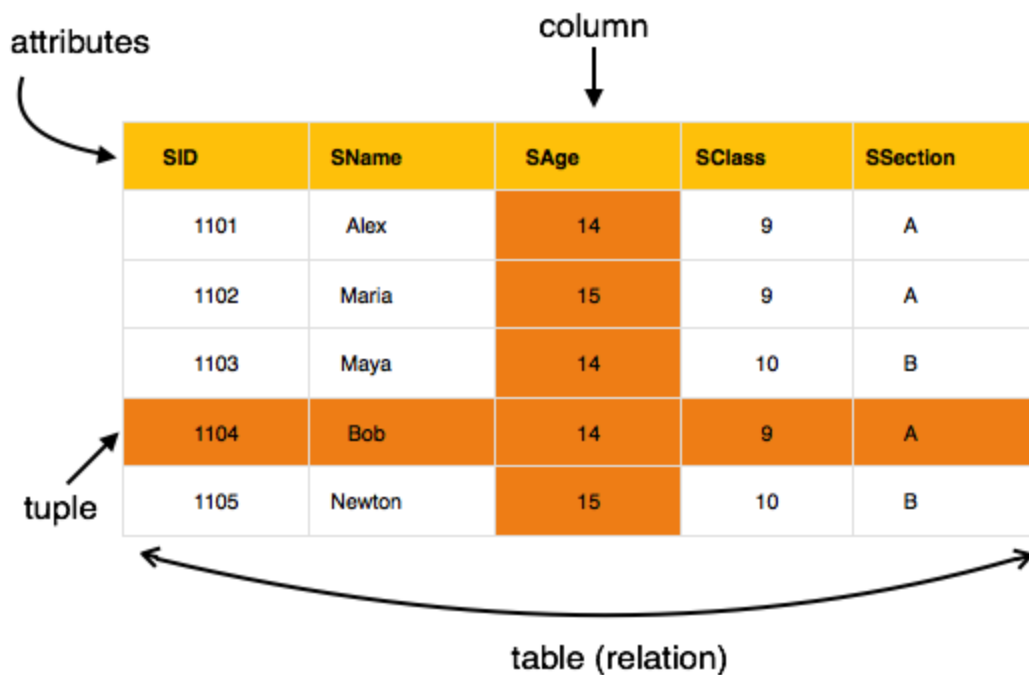 attributes
column
SID SName SAge SClass SSection
1101 Alex 14 9 A
1102 Maria 15 9 A
1103 Maya 14 10 B
1104 Bob 14 9 A
tuple
1105 Newton 15 10 B
table (relation)